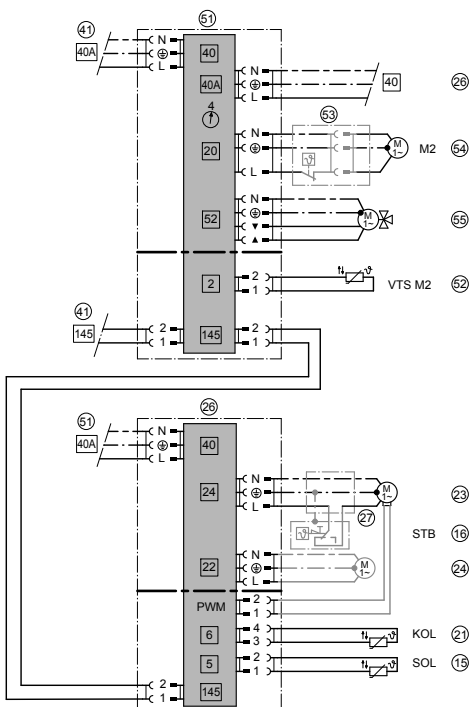 51
41 N 40
40A
L 40A N 40 26
L
4
53
N
20 M 1~ M2 54
L
N
52 M 1~ 55
▼
▲
2 2 VTS M2 52
1
41
145 2 145 2
1 1
26
51 N 40
40A
L
24 N M 1~ 23
L 27
STB 16
22 N M 1~ 24
L
PWM 2
1
6 4 KOL 21
3
5 2 SOL 15
1
2 145
1